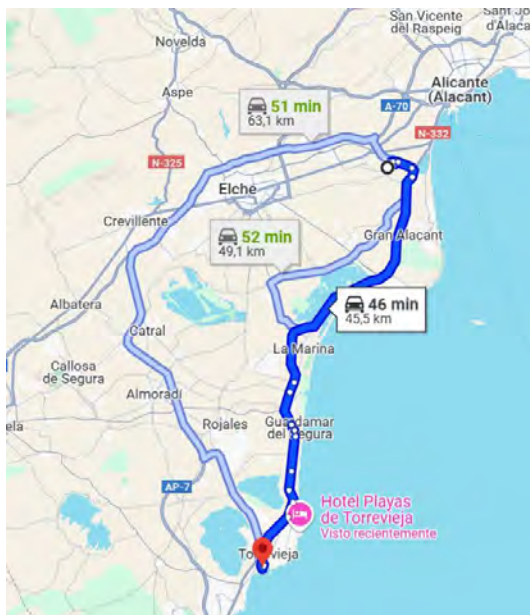 San Vicente
del Raspeig
Sant Jo
d'Alaca
Novelda
Alicante
(Alacant)
Aspe
A-70
51 min
63,1 km
N-332
N-325
Elche
Crevillente
52 min
49,1 km
Gran Alacant
46 min
45,5 km
Albatera
Catral
La Marina
Callosa
de Segura
Almoradí
Rojales
Guardamar
del Segura
ela
AP-7
Hotel Playas
de Torrevieja
Visto recientemente
Torrevieja